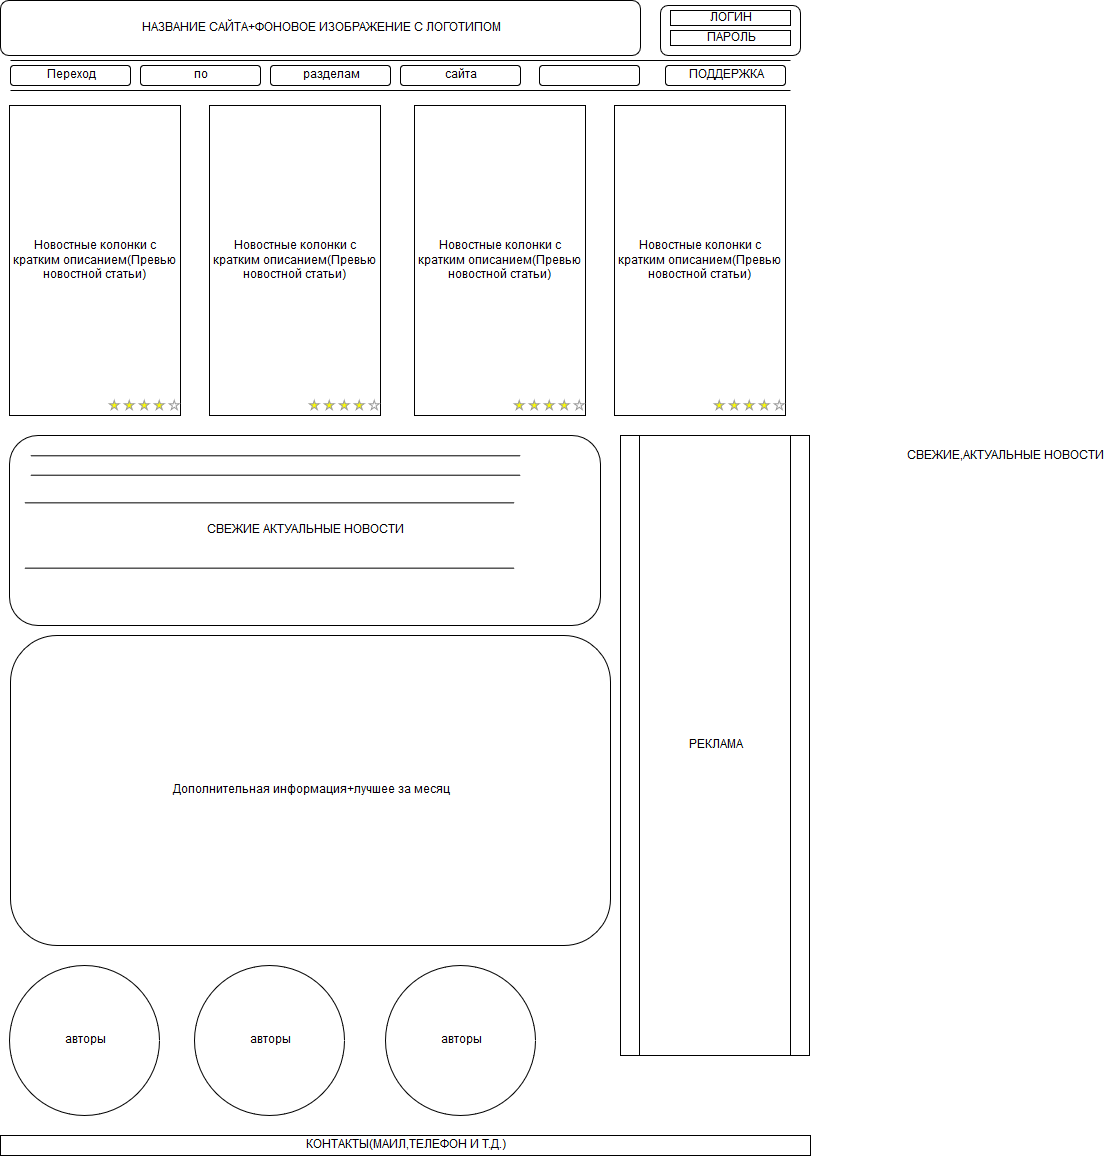 НАЗВАНИЕ САЙТА+ФОНОВОЕ ИЗОБРАЖЕНИЕ С ЛОГОТИПОМ
ЛОГИН
ПАРОЛЬ
Переход
по
разделам
сайта
ПОДДЕРЖКА
Новостные колонки с
кратким описанием(Превью
новостной статьи)
Новостные колонки с
кратким описанием(Превью
новостной статьи)
Новостные колонки с
кратким описанием(Превью
новостной статьи)
Новостные колонки с
кратким описанием(Превью
новостной статьи)
СВЕЖИЕ,АКТУАЛЬНЫЕ НОВОСТИ
СВЕЖИЕ АКТУАЛЬНЫЕ НОВОСТИ
РЕКЛАМА
Дополнительная информация+лучшее за месяц
авторы
авторы
авторы
КОНТАКТЫ(МАИЛ,ТЕЛЕФОН И Т.Д.)